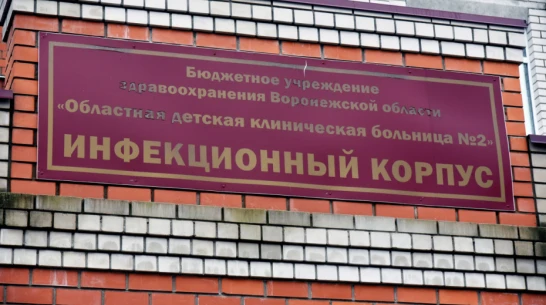 Бюджетное учреждение
здравоохранения Воронежской области
«Областная детская клиническая больница №2»
ИНФЕКЦИОННЫЙ КОРПУС